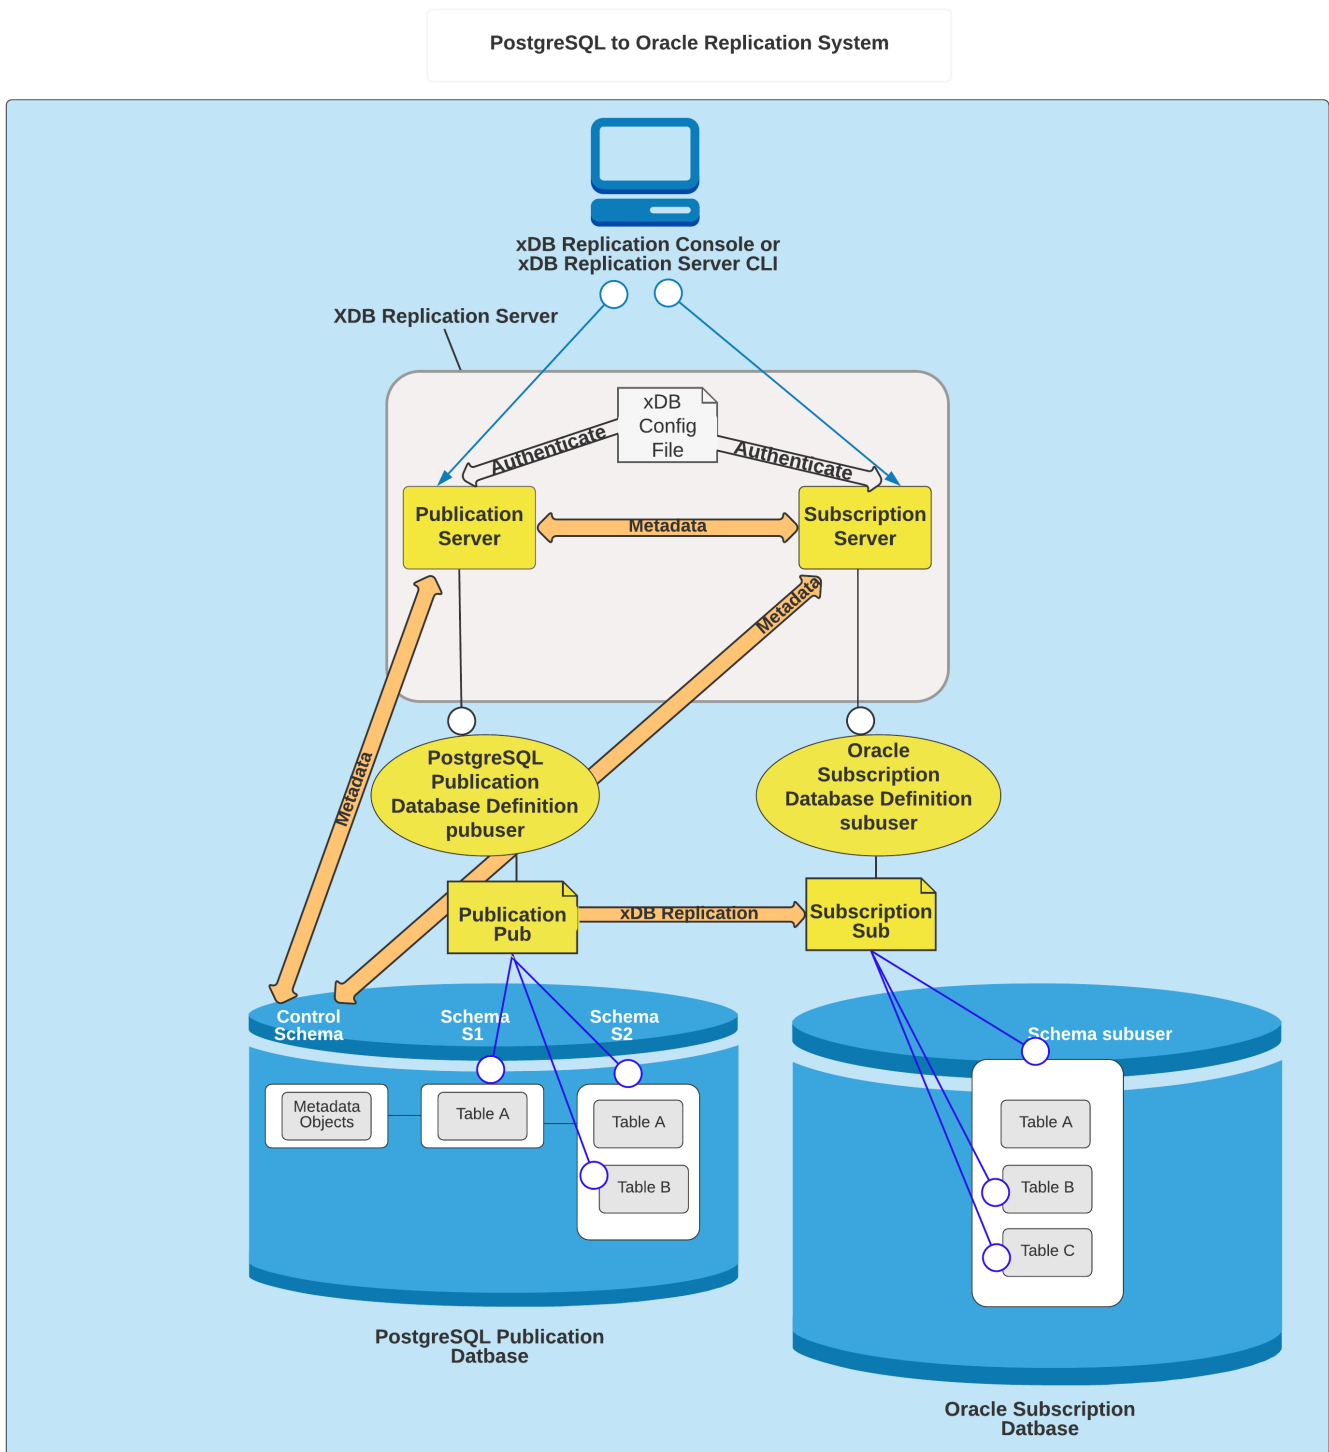 PostgreSQL to Oracle Replication System
xDB Replication Console or
xDB Replication Server CLI
XDB Replication Server
xDB
Config
File
Authenticate
Authenticate
Publication
Server
Metadata
Subscription
Server
Metadata
Metadata
PostgreSQL
Publication
Database Definition
pubuser
Oracle
Subscription
Database Definition
subuser
Publication
Pub
xDB Replication
Subscription
Sub
Control
Schema
Schema
S1
Schema
S2
Schema subuser
Metadata
Objects
Table A
Table A
Table B
Table A
Table B
Table C
PostgreSQL Publication
Datbase
Oracle Subscription
Datbase